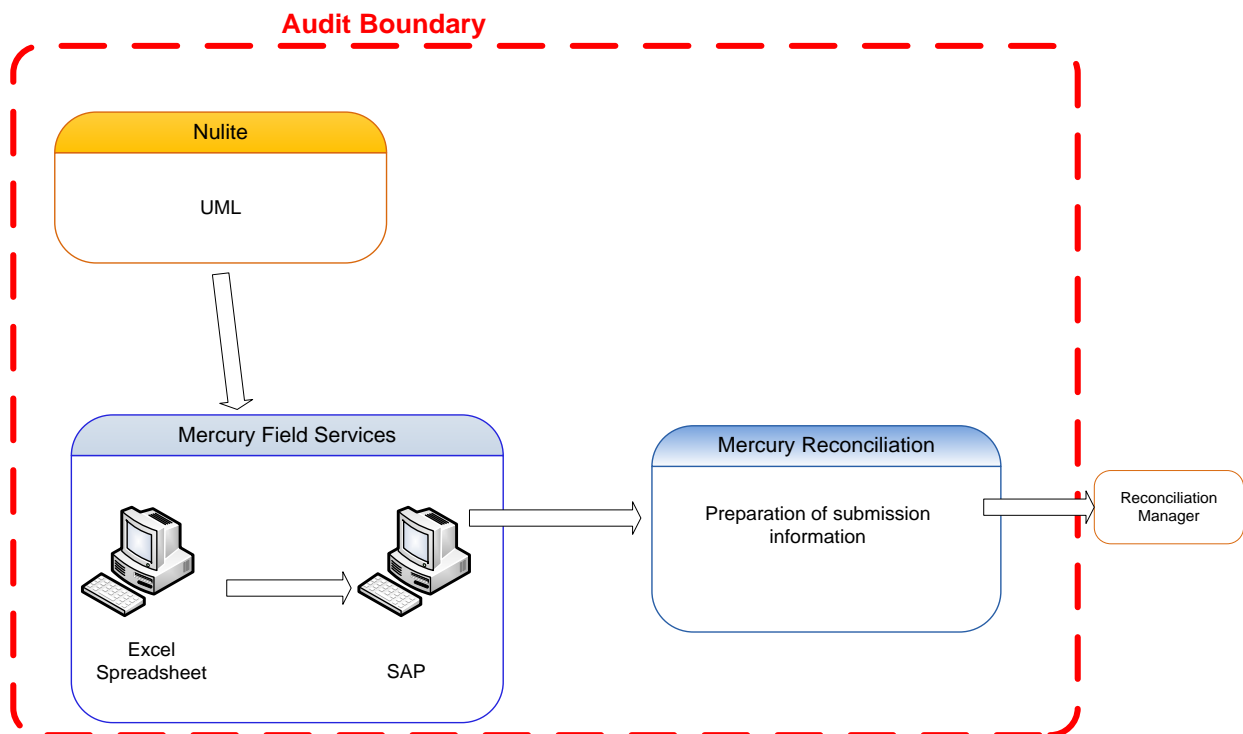 Audit Boundary
Nulite
UML
Mercury Field Services
Excel
Spreadsheet
SAP
Mercury Reconciliation
Preparation of submission
information
Reconciliation
Manager